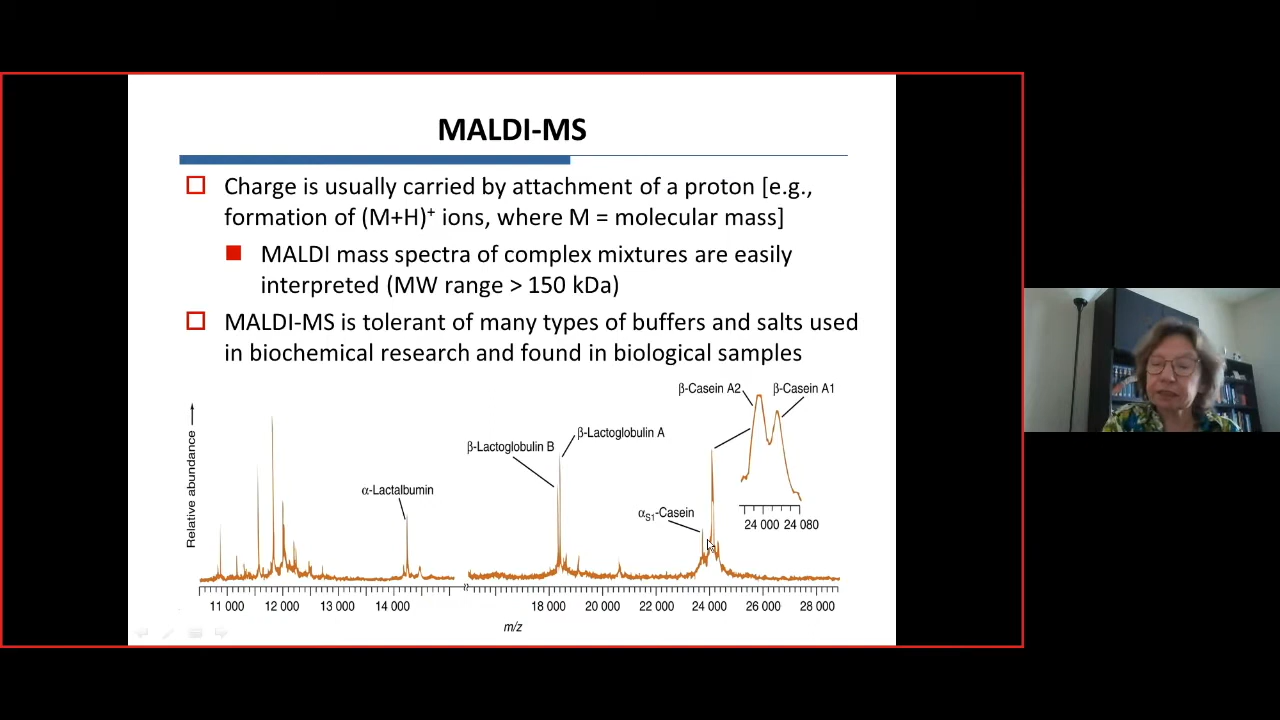 MALDI-MS
Charge is usually carried by attachment of a proton [e.g.,
formation of (M+H)⁺ ions, where M = molecular mass]
MALDI mass spectra of complex mixtures are easily
interpreted (MW range > 150 kDa)
MALDI-MS is tolerant of many types of buffers and salts used
in biochemical research and found in biological samples
Relative abundance
α-Lactalbumin
β-Lactoglobulin B
β-Lactoglobulin A
αS1-Casein
β-Casein A2
β-Casein A1
24 000 24 080
11 000 12 000 13 000 14 000 18 000 20 000 22 000 24 000 26 000 28 000
m/z